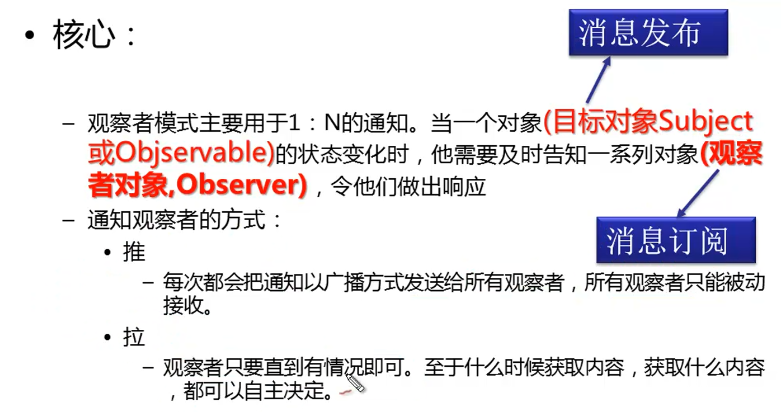 • 核心：
消息发布
– 观察者模式主要用于1：N的通知。当一个对象(目标对象Subject
或Objservable)的状态变化时，他需要及时告知一系列对象(观察
者对象,Observer)，令他们做出响应
消息订阅
– 通知观察者的方式：
• 推
– 每次都会把通知以广播方式发送给所有观察者，所有观察者只能被动
接收。
• 拉
– 观察者只要直到有情况即可。至于什么时候获取内容，获取什么内容
，都可以自主决定。